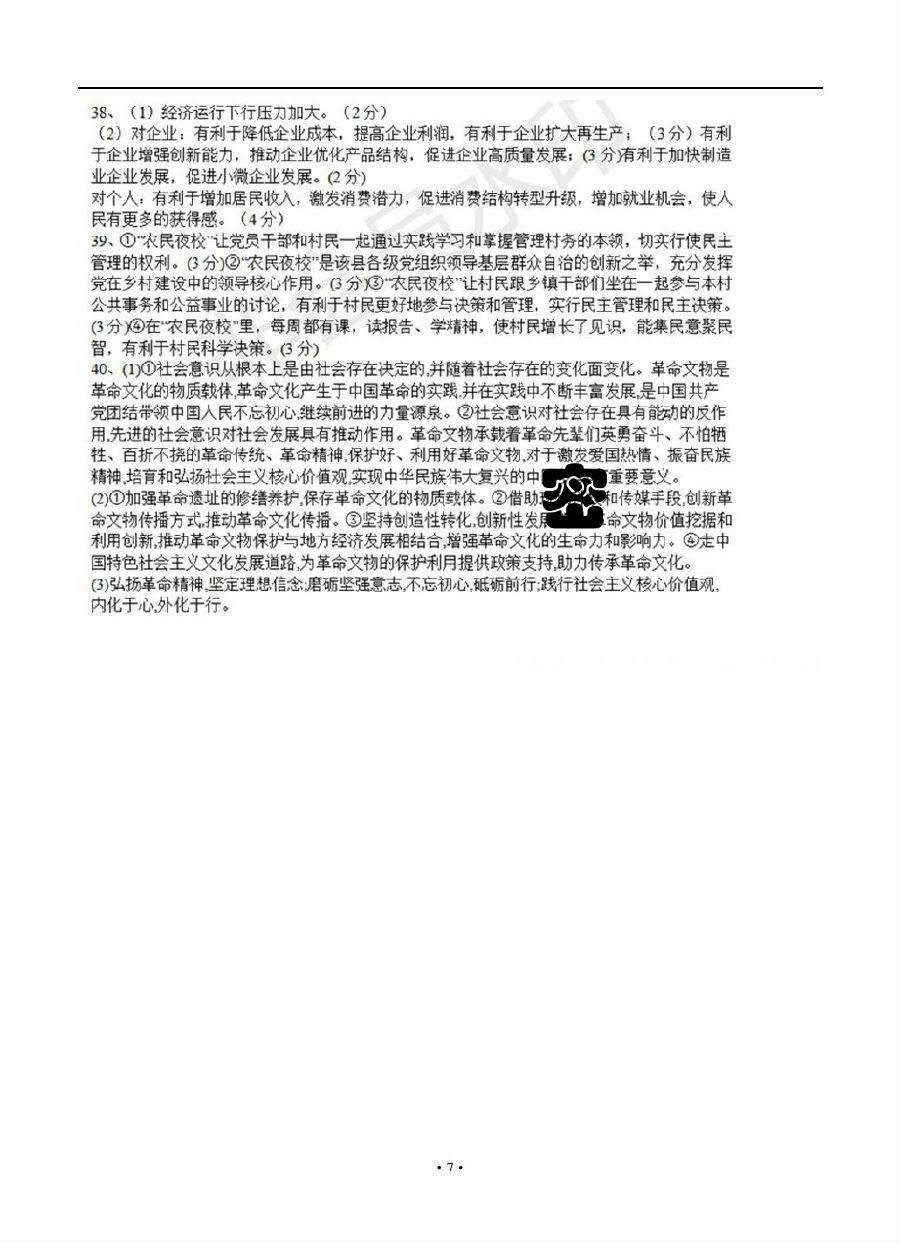 38、（1）经济运行下行压力加大。（2分）
（2）对企业：有利于降低企业成本，提高企业利润，有利于企业扩大再生产；（3分）有利
于企业增强创新能力，推动企业优化产品结构，促进企业高质量发展；(3分)有利于加快制造
业企业发展，促进小微企业发展。(2分)
对个人：有利于增加居民收入，激发消费潜力，促进消费结构转型升级，增加就业机会，使人
民有更多的获得感。（4分）
39、①“农民夜校”让党员干部和村民一起通过实践学习和掌握管理村务的本领，切实行使民主
管理的权利。(3分)②“农民夜校”是该县各级党组织领导基层群众自治的创新之举，充分发挥
党在乡村建设中的领导核心作用。(3分)③“农民夜校”让村民跟乡镇干部们坐在一起参与本村
公共事务和公益事业的讨论，有利于村民更好地参与决策和管理，实行民主管理和民主决策。
(3分)④在“农民夜校”里，每周都有课，读报告、学精神，使村民增长了见识，能集民意聚民
智，有利于村民科学决策。(3分)
40、(1)①社会意识从根本上是由社会存在决定的,并随着社会存在的变化面变化。革命文物是
革命文化的物质载体,革命文化产生于中国革命的实践.并在实践中不断丰富发展,是中国共产
党团结带领中国人民不忘初心,继续前进的力量源泉。②社会意识对社会存在具有能动的反作
用,先进的社会意识对社会发展具有推动作用。革命文物承载着革命先辈们英勇奋斗、不怕牺
牲、百折不挠的革命传统、革命精神,保护好、利用好革命文物,对于激发爱国热情、振奋民族
精神,培育和弘扬社会主义核心价值观,实现中华民族伟大复兴的中 重要意义。
(2)①加强革命遗址的修缮养护,保存革命文化的物质载体。②借助 和传媒手段,创新革
命文物传播方式,推动革命文化传播。③坚持创造性转化,创新性发 命文物价值挖掘和
利用创新,推动革命文物保护与地方经济发展相结合,增强革命文化的生命力和影响力。④走中
国特色社会主义文化发展道路,为革命文物的保护利用提供政策支持,助力传承革命文化。
(3)弘扬革命精神,坚定理想信念;磨砺坚强意志,不忘初心,砥砺前行;践行社会主义核心价值观,
内化于心,外化于行。
• 7 •